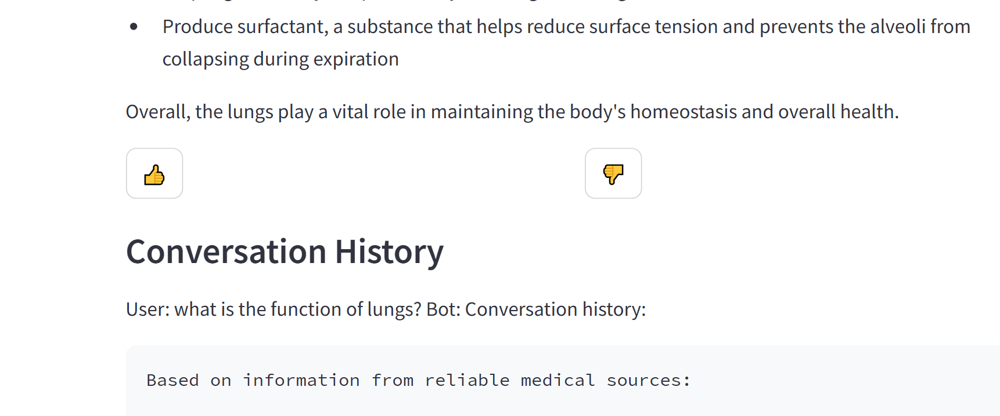 Produce surfactant, a substance that helps reduce surface tension and prevents the alveoli from
collapsing during expiration
Overall, the lungs play a vital role in maintaining the body's homeostasis and overall health.
Conversation History
User: what is the function of lungs? Bot: Conversation history:
Based on information from reliable medical sources: